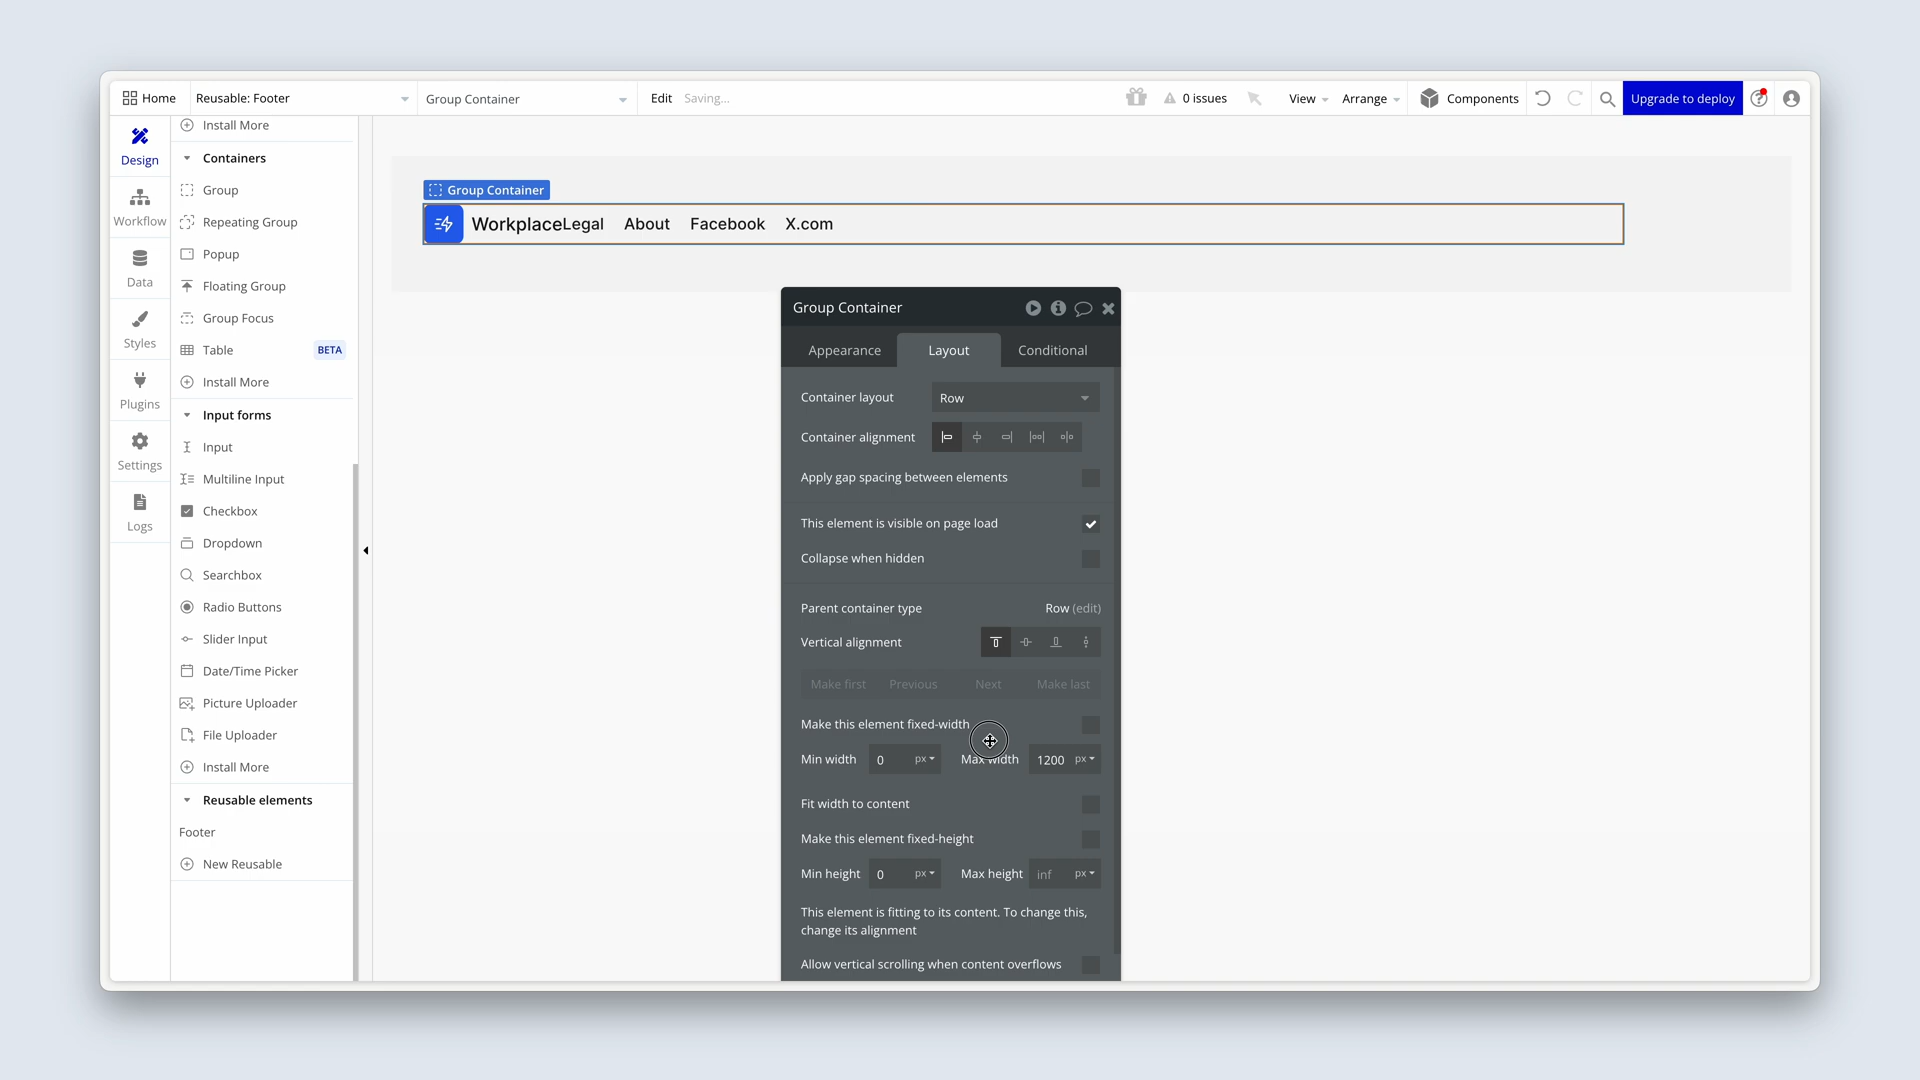 Home
Reusable: Footer
Group Container
Edit
Saving...
0 issues
View
Arrange
Components
Upgrade to deploy
Design
Workflow
Data
Styles
Plugins
Settings
Logs
Install More
Containers
Group
Repeating Group
Popup
Floating Group
Group Focus
Table BETA
Install More
Input forms
Input
Multiline Input
Checkbox
Dropdown
Searchbox
Radio Buttons
Slider Input
Date/Time Picker
Picture Uploader
File Uploader
Install More
Reusable elements
Footer
New Reusable
Group Container
WorkplaceLegal About Facebook X.com
Group Container
Appearance Layout Conditional
Container layout Row
Container alignment
Apply gap spacing between elements
This element is visible on page load
Collapse when hidden
Parent container type Row (edit)
Vertical alignment
Make first Previous Next Make last
Make this element fixed-width
Min width 0 px Max width 1200 px
Fit width to content
Make this element fixed-height
Min height 0 px Max height inf px
This element is fitting to its content. To change this,
change its alignment
Allow vertical scrolling when content overflows